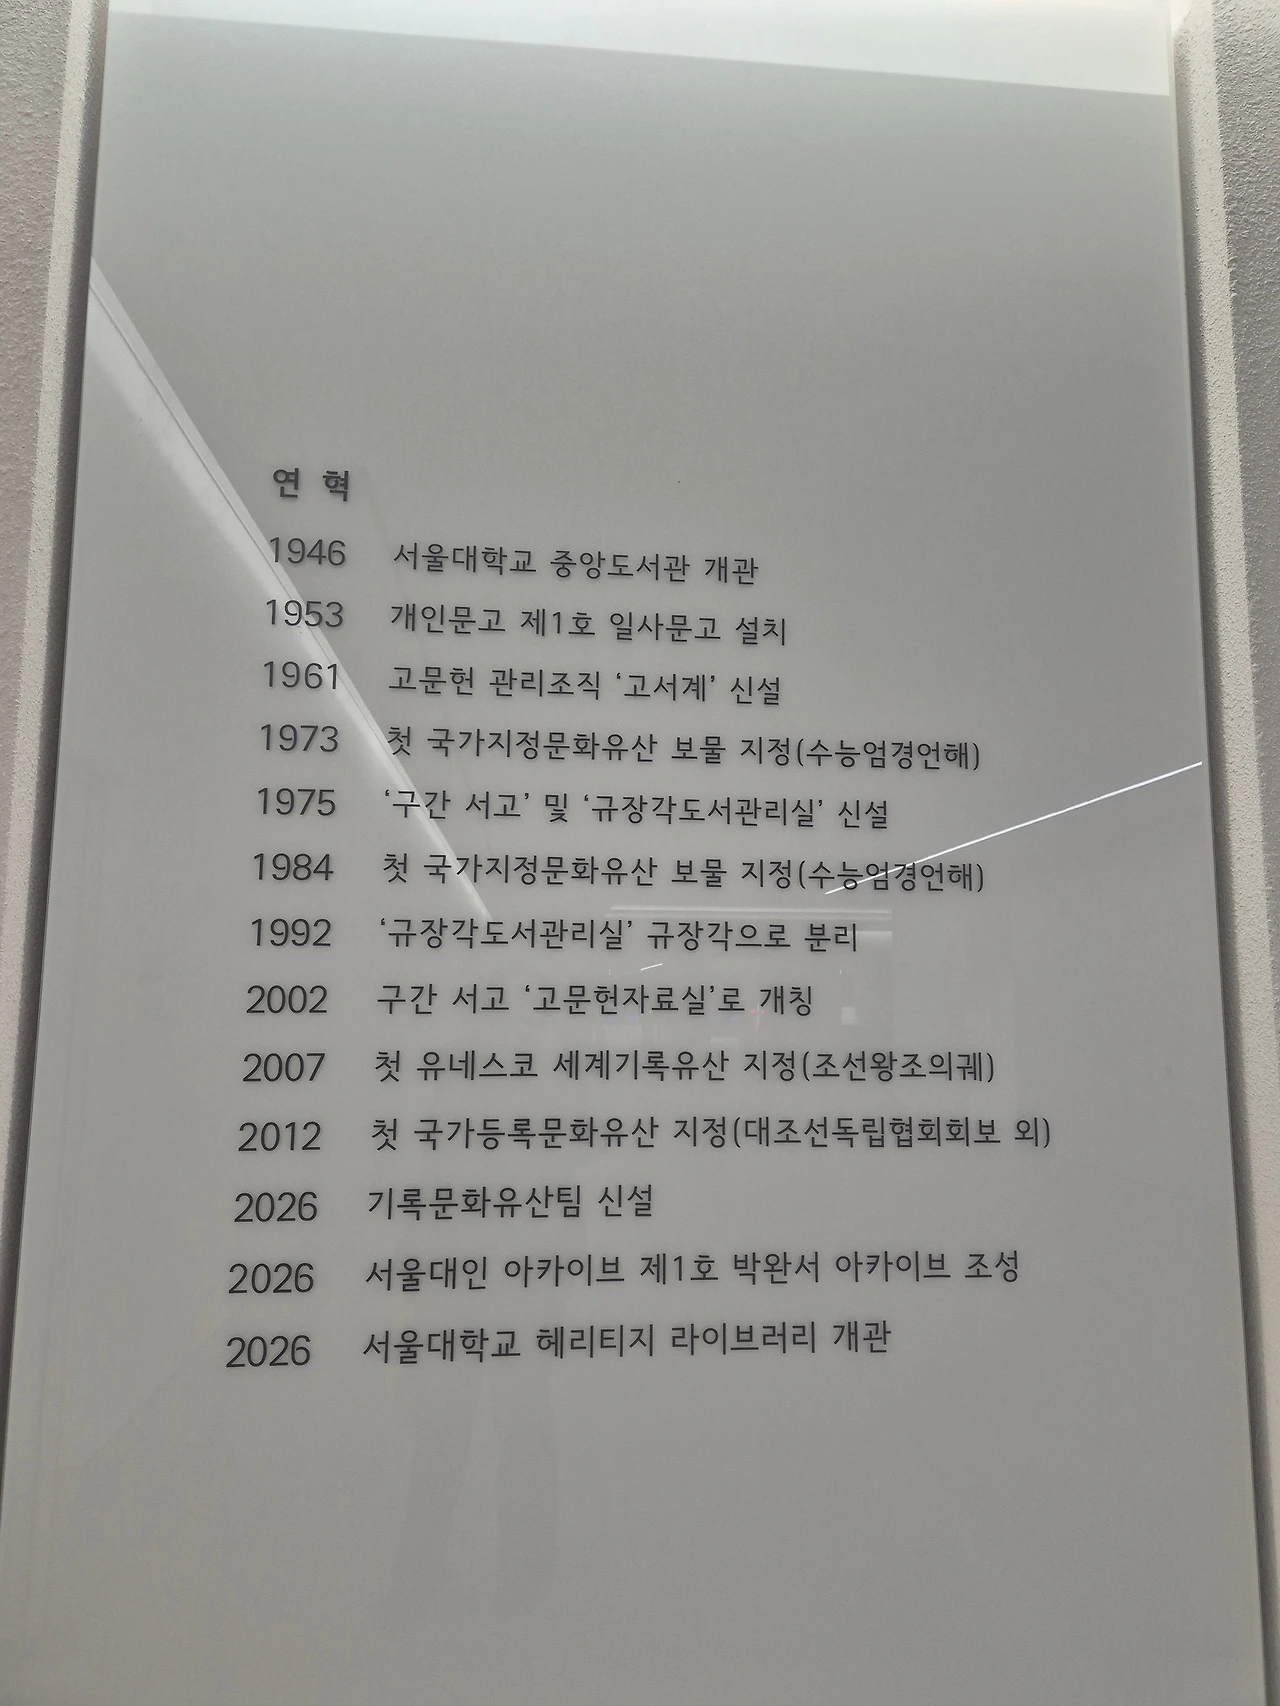 연 혁
1946 서울대학교 중앙도서관 개관
1953 개인문고 제1호 일사문고 설치
1961 고문헌 관리조직 ‘고서계’ 신설
1973 첫 국가지정문화유산 보물 지정(수능엄경언해)
1975 ‘구간 서고’ 및 ‘규장각도서관리실’ 신설
1984 첫 국가지정문화유산 보물 지정(수능엄경언해)
1992 ‘규장각도서관리실’ 규장각으로 분리
2002 구간 서고 ‘고문헌자료실’로 개칭
2007 첫 유네스코 세계기록유산 지정(조선왕조의궤)
2012 첫 국가등록문화유산 지정(대조선독립협회회보 외)
2026 기록문화유산팀 신설
2026 서울대인 아카이브 제1호 박완서 아카이브 조성
2026 서울대학교 헤리티지 라이브러리 개관